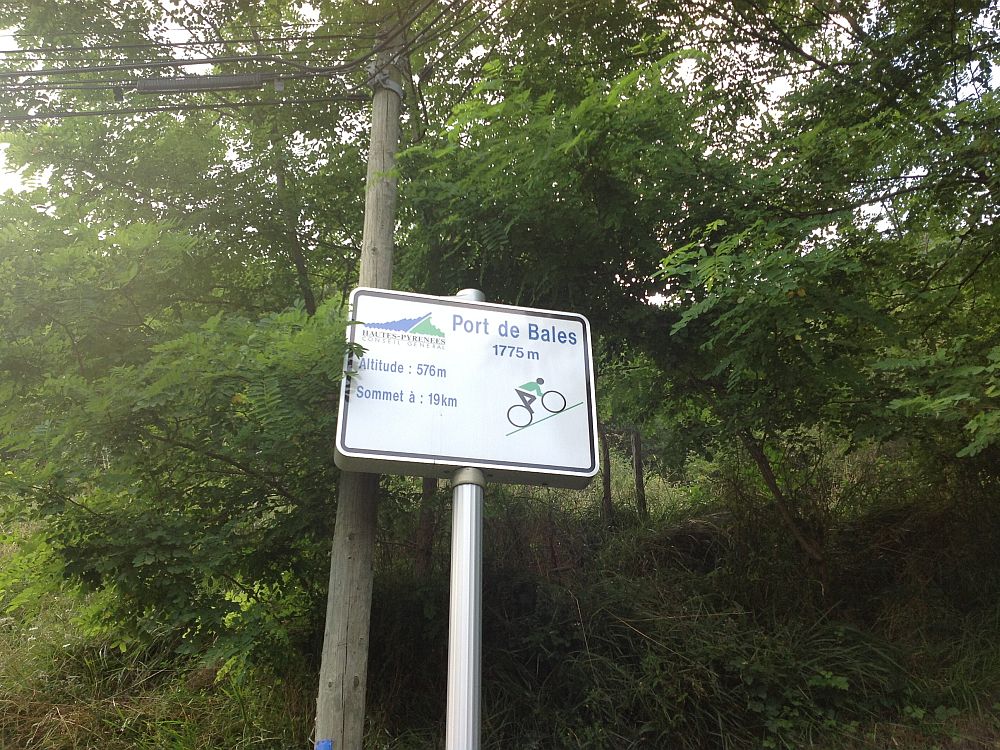 HAUTES-PYRENEES
CONSEIL GENERAL
Port de Bales
1775 m
Altitude : 576m
Sommet à : 19km